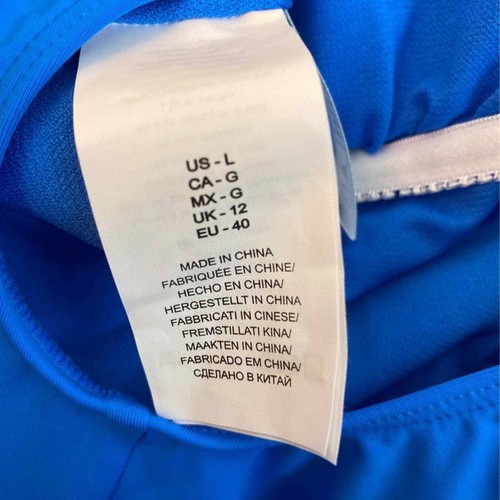 US - L
CA - G
MX - G
UK - 12
EU - 40
MADE IN CHINA
FABRIQUÉE EN CHINE/
HECHO EN CHINA/
HERGESTELLT IN CHINA
FABBRICATI IN CINESE/
FREMSTILLATI KINA/
MAAKTEN IN CHINA/
FABRICADO EM CHINA/
СДЕЛАНО В КИТАЙ